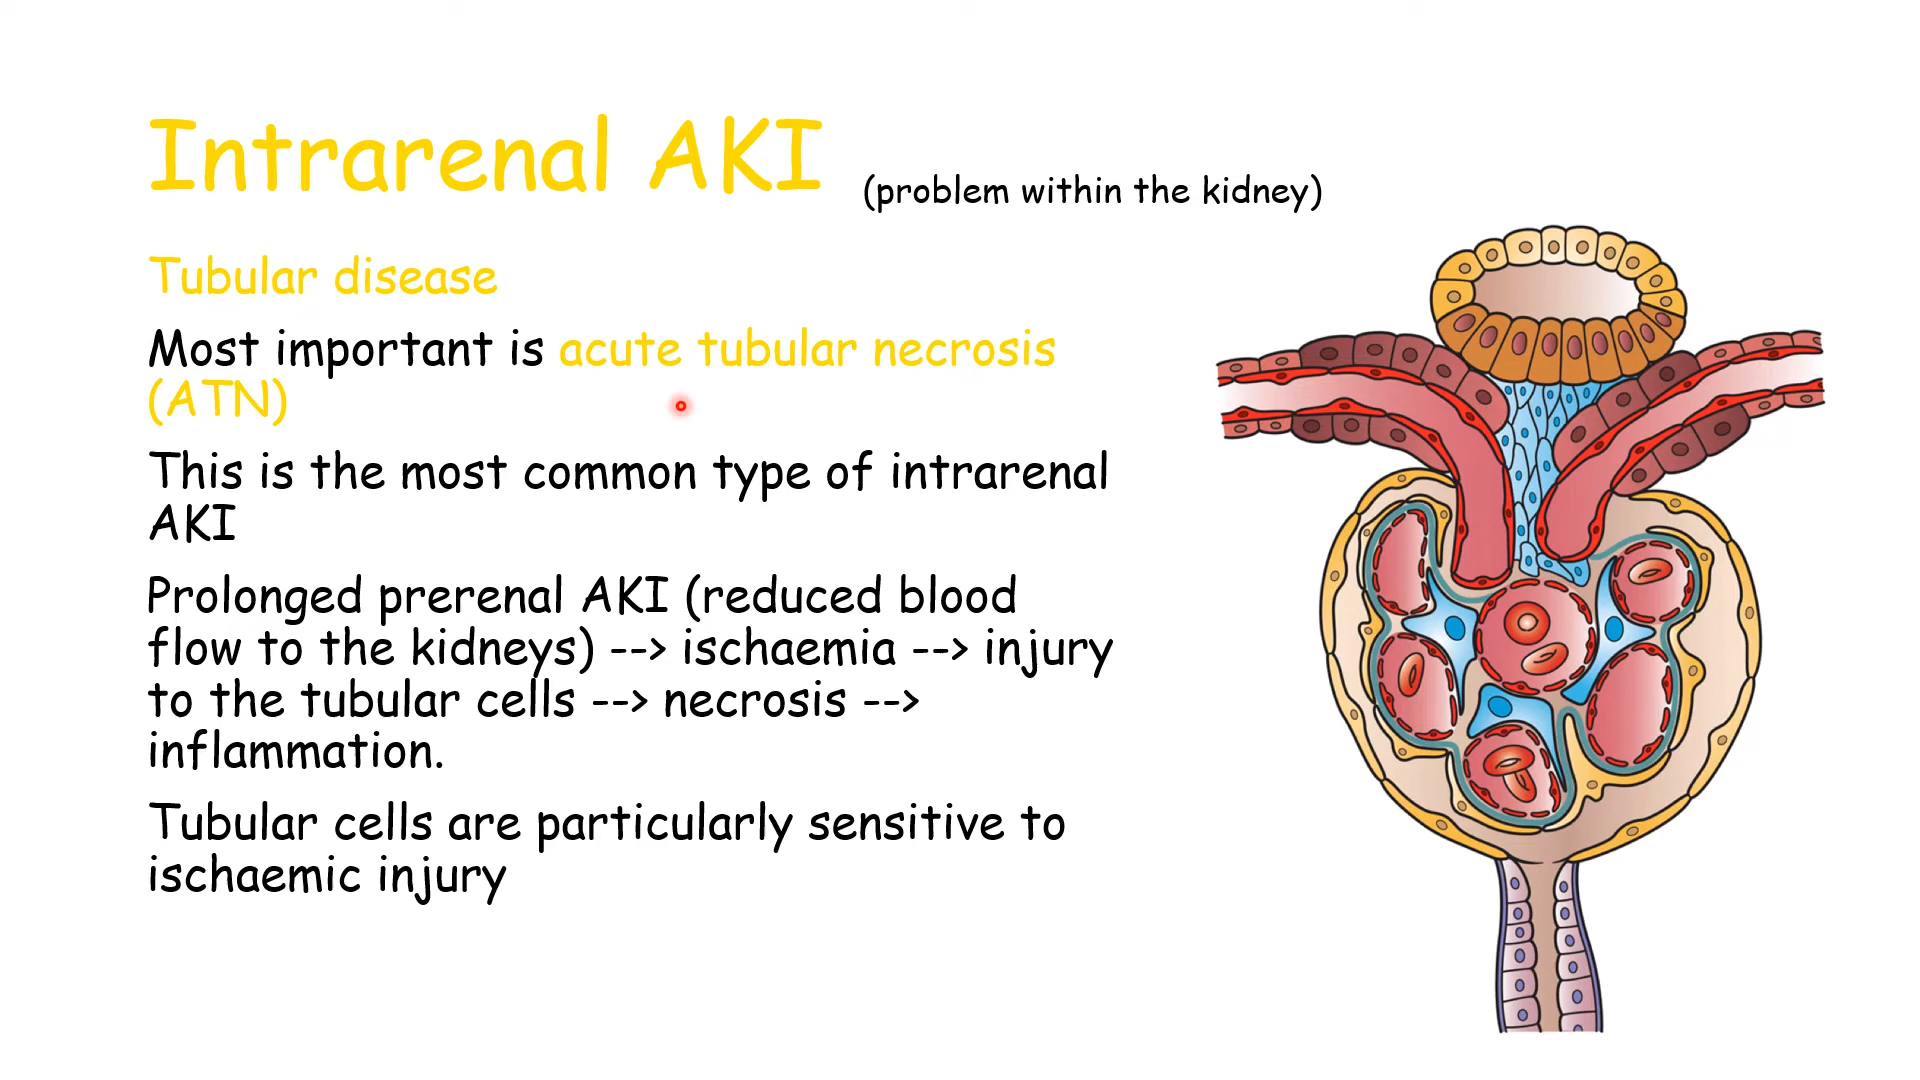 Intrarenal AKI (problem within the kidney)
Tubular disease
Most important is acute tubular necrosis
(ATN)
This is the most common type of intrarenal
AKI
Prolonged prerenal AKI (reduced blood
flow to the kidneys) --> ischaemia --> injury
to the tubular cells --> necrosis -->
inflammation.
Tubular cells are particularly sensitive to
ischaemic injury